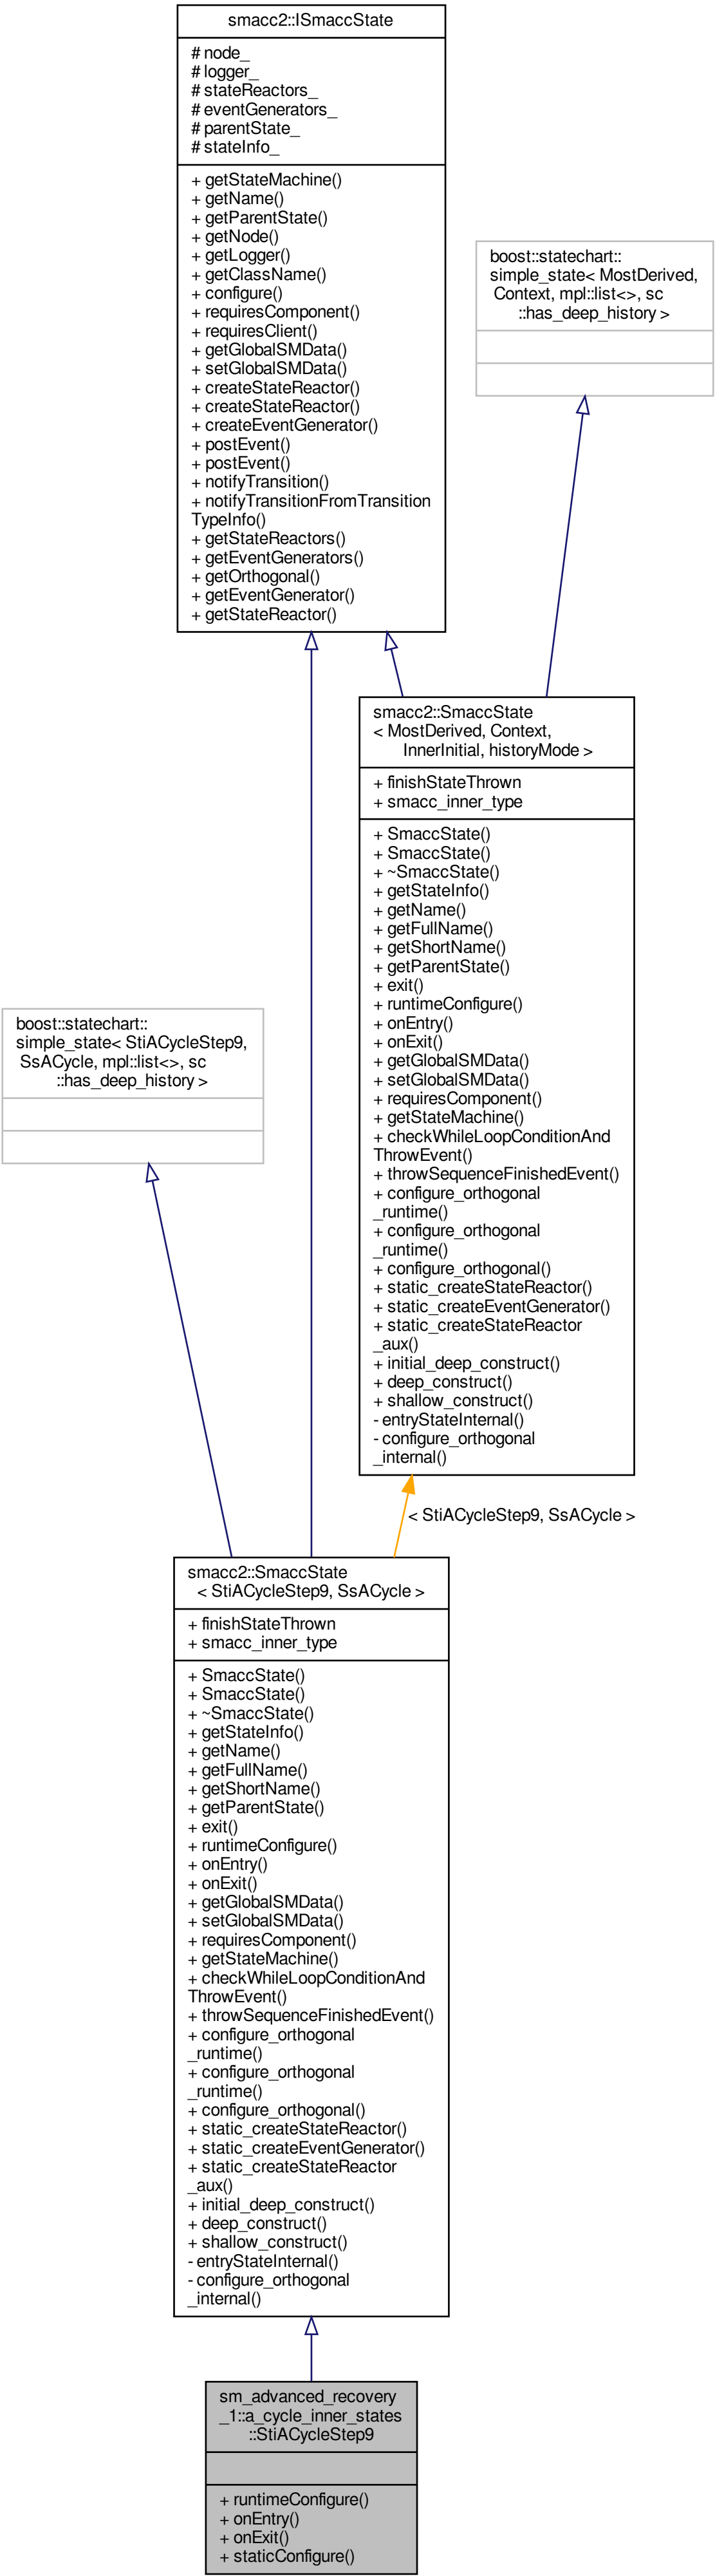 smacc2::ISmaccState
# node_
# logger_
# stateReactors_
# eventGenerators_
# parentState_
# stateInfo_
+ getStateMachine()
+ getName()
+ getParentState()
+ getNode()
+ getLogger()
+ getClassName()
+ configure()
+ requiresComponent()
+ requiresClient()
+ getGlobalSMData()
+ setGlobalSMData()
+ createStateReactor()
+ createStateReactor()
+ createEventGenerator()
+ postEvent()
+ postEvent()
+ notifyTransition()
+ notifyTransitionFromTransition
TypeInfo()
+ getStateReactors()
+ getEventGenerators()
+ getOrthogonal()
+ getEventGenerator()
+ getStateReactor()
boost::statechart::
simple_state< MostDerived,
Context, mpl::list<>, sc
::has_deep_history >
smacc2::SmaccState
< MostDerived, Context,
InnerInitial, historyMode >
+ finishStateThrown
+ smacc_inner_type
+ SmaccState()
+ SmaccState()
+ ~SmaccState()
+ getStateInfo()
+ getName()
+ getFullName()
+ getShortName()
+ getParentState()
+ exit()
+ runtimeConfigure()
+ onEntry()
+ onExit()
+ getGlobalSMData()
+ setGlobalSMData()
+ requiresComponent()
+ getStateMachine()
+ checkWhileLoopConditionAnd
ThrowEvent()
+ throwSequenceFinishedEvent()
+ configure_orthogonal
_runtime()
+ configure_orthogonal
_runtime()
+ configure_orthogonal()
+ static_createStateReactor()
+ static_createEventGenerator()
+ static_createStateReactor
_aux()
+ initial_deep_construct()
+ deep_construct()
+ shallow_construct()
- entryStateInternal()
- configure_orthogonal
_internal()
boost::statechart::
simple_state< StiACycleStep9,
SsACycle, mpl::list<>, sc
::has_deep_history >
< StiACycleStep9, SsACycle >
smacc2::SmaccState
< StiACycleStep9, SsACycle >
+ finishStateThrown
+ smacc_inner_type
+ SmaccState()
+ SmaccState()
+ ~SmaccState()
+ getStateInfo()
+ getName()
+ getFullName()
+ getShortName()
+ getParentState()
+ exit()
+ runtimeConfigure()
+ onEntry()
+ onExit()
+ getGlobalSMData()
+ setGlobalSMData()
+ requiresComponent()
+ getStateMachine()
+ checkWhileLoopConditionAnd
ThrowEvent()
+ throwSequenceFinishedEvent()
+ configure_orthogonal
_runtime()
+ configure_orthogonal
_runtime()
+ configure_orthogonal()
+ static_createStateReactor()
+ static_createEventGenerator()
+ static_createStateReactor
_aux()
+ initial_deep_construct()
+ deep_construct()
+ shallow_construct()
- entryStateInternal()
- configure_orthogonal
_internal()
sm_advanced_recovery
_1::a_cycle_inner_states
::StiACycleStep9
+ runtimeConfigure()
+ onEntry()
+ onExit()
+ staticConfigure()